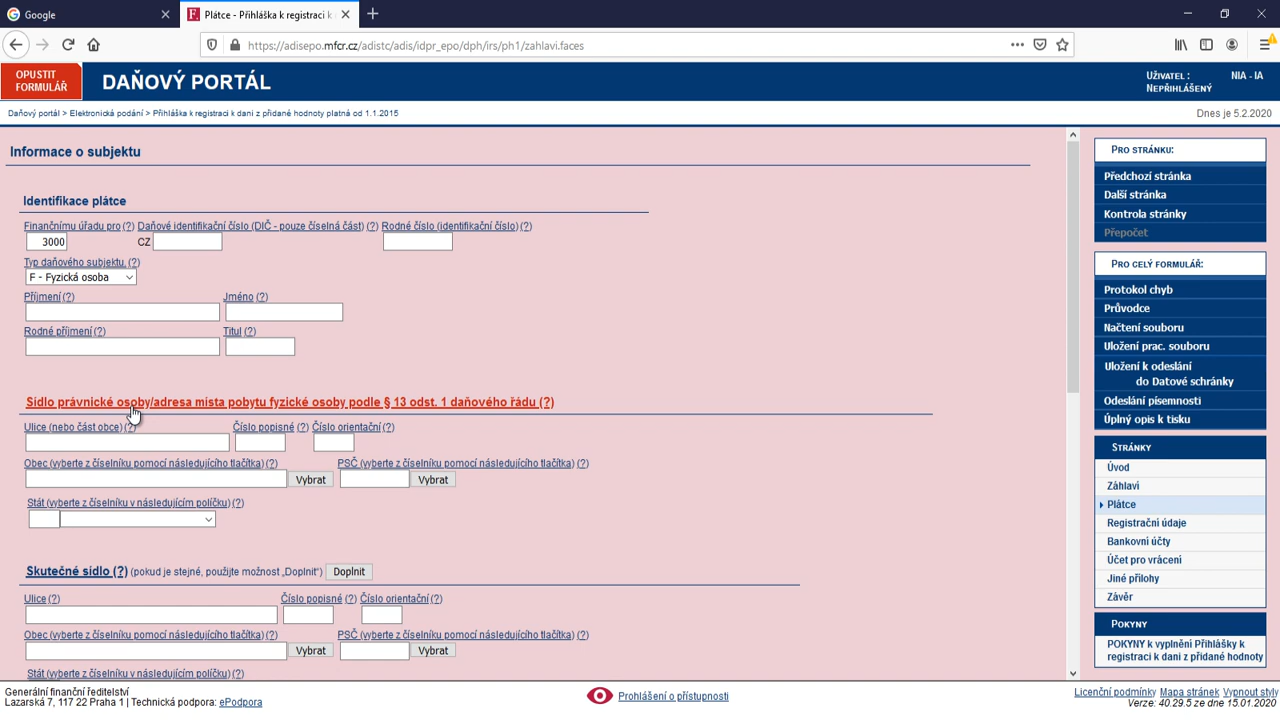 Google
Plátce - Přihláška k registraci k
https://adisepo.mfcr.cz/adistc/adis/idpr_epo/dph/irs/ph1/zahlavi.faces
OPUSTIT
FORMULÁŘ
DAŇOVÝ PORTÁL
Uživatel :
Nepřihlášený
NIA - IA
Daňový portál > Elektronická podání > Přihláška k registraci k dani z přidané hodnoty platná od 1.1.2015
Dnes je 5.2.2020
Informace o subjektu
Identifikace plátce
Finančnímu úřadu pro (?) Daňové identifikační číslo (DIČ - pouze číselná část) (?) Rodné číslo (identifikační číslo) (?)
3000 CZ
Typ daňového subjektu (?)
F - Fyzická osoba
Příjmení (?) Jméno (?)
Rodné příjmení (?) Titul (?)
Sídlo právnické osoby/adresa místa pobytu fyzické osoby podle § 13 odst. 1 daňového řádu (?)
Ulice (nebo část obce) (?) Číslo popisné (?) Číslo orientační (?)
Obec (vyberte z číselníku pomocí následujícího tlačítka) (?) PSČ (vyberte z číselníku pomocí následujícího tlačítka) (?)
Vybrat Vybrat
Stát (vyberte z číselníku v následujícím políčku) (?)
Skutečné sídlo (?) (pokud je stejné, použijte možnost „Doplnit“) Doplnit
Ulice (?) Číslo popisné (?) Číslo orientační (?)
Obec (vyberte z číselníku pomocí následujícího tlačítka) (?) PSČ (vyberte z číselníku pomocí následujícího tlačítka) (?)
Vybrat Vybrat
Stát (vyberte z číselníku v následujícím políčku) (?)
Pro stránku:
Předchozí stránka
Další stránka
Kontrola stránky
Přepočet
Pro celý formulář:
Protokol chyb
Průvodce
Načtení souboru
Uložení prac. souboru
Uložení k odeslání
do Datové schránky
Odeslání písemnosti
Úplný opis k tisku
Stránky
Úvod
Záhlaví
Plátce
Registrační údaje
Bankovní účty
Účet pro vrácení
Jiné přílohy
Závěr
Pokyny
POKYNY k vyplnění Přihlášky k
registraci k dani z přidané hodnoty
Generální finanční ředitelství
Lazarská 7, 117 22 Praha 1 | Technická podpora: ePodpora
Prohlášení o přístupnosti
Licenční podmínky Mapa stránek Vypnout styly
Verze: 40.29.5 ze dne 15.01.2020